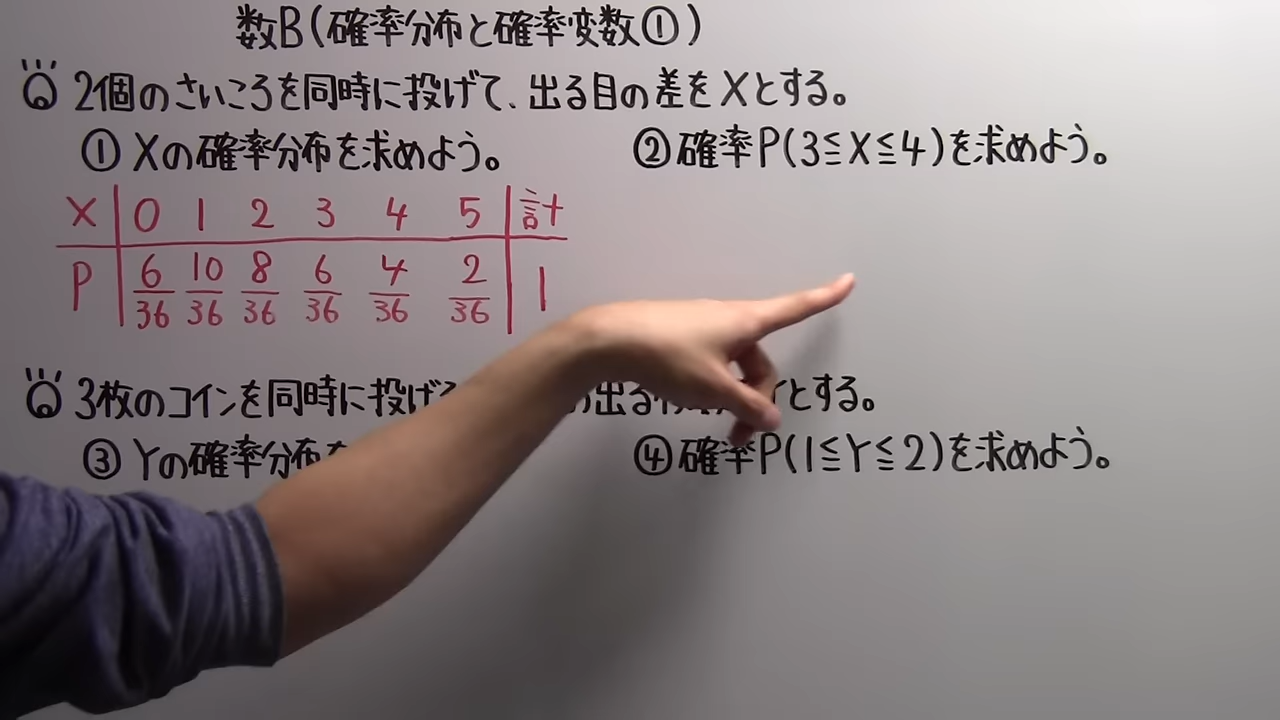 数B(確率分布と確率変数①)
2個のさいころを同時に投げて、出る目の差をXとする。
①Xの確率分布を求めよう。 ②確率P(3≦X≦4)を求めよう。
X 0 1 2 3 4 5 計
P 6/36 10/36 8/36 6/36 4/36 2/36 1
3枚のコインを同時に投げ 出る とする。
③Yの確率分布を ④確率P(1≦Y≦2)を求めよう。